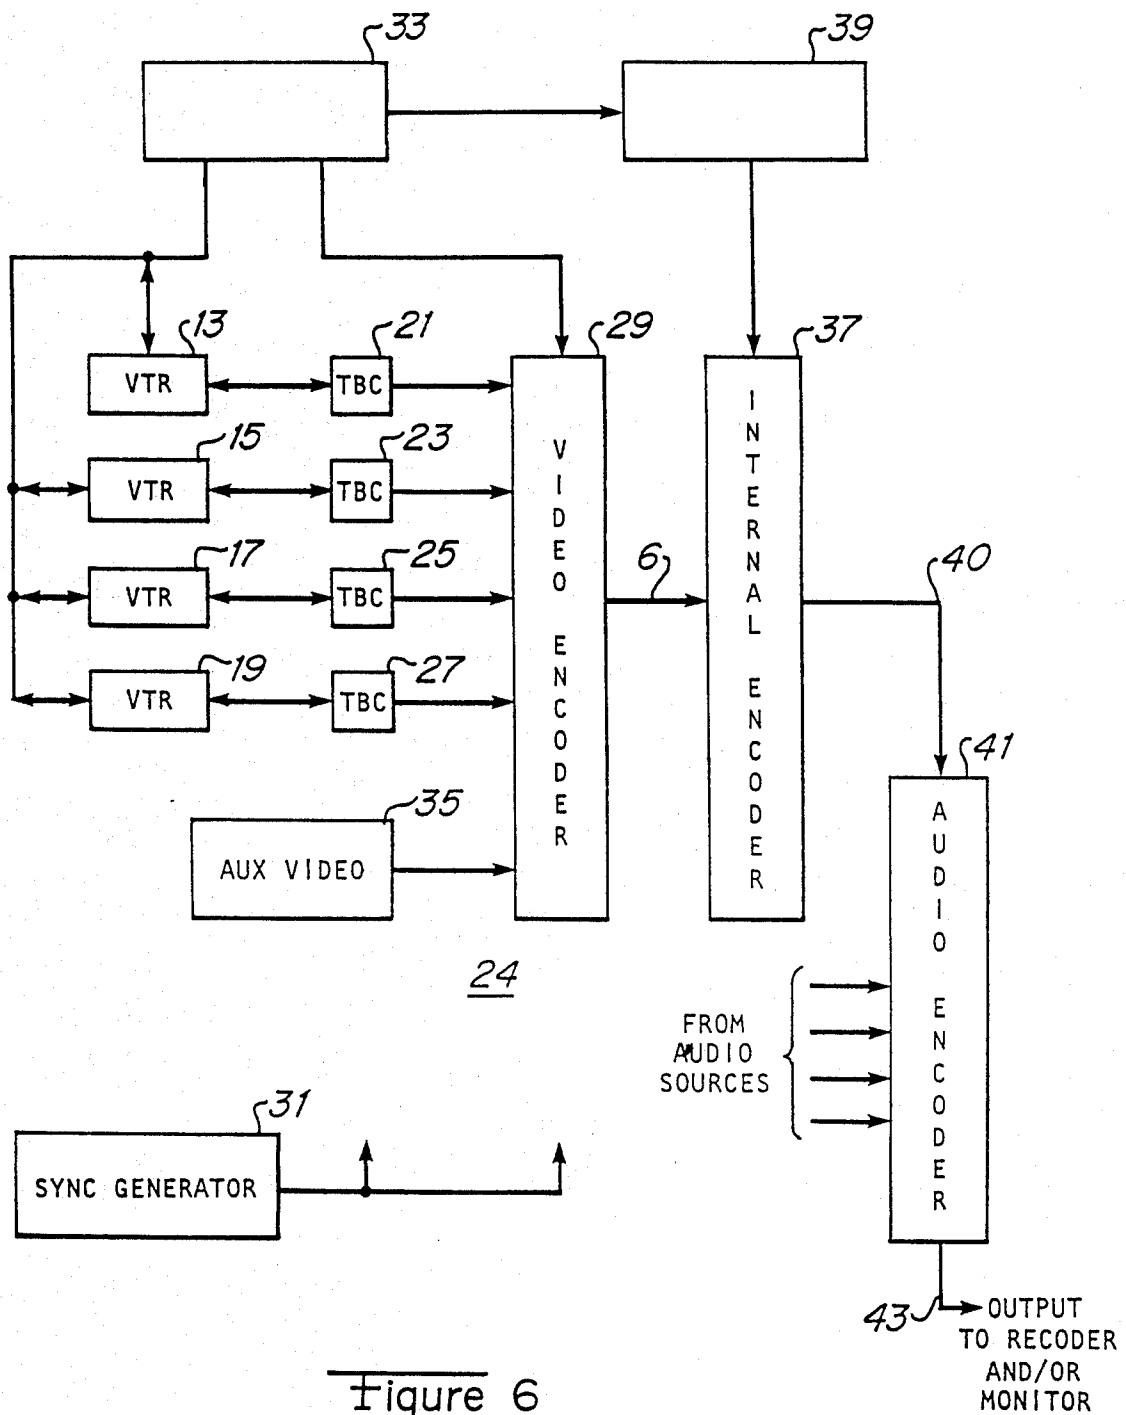 33
39
13
VTR
21
TBC
29
37
15
VTR
23
TBC
17
VTR
25
TBC
19
VTR
27
TBC
VIDEO ENCODER
6
INTERNAL ENCODER
40
35
AUX VIDEO
41
AUDIO ENCODER
24
FROM
AUDIO
SOURCES
31
SYNC GENERATOR
43
OUTPUT
TO RECODER
AND/OR
MONITOR
Figure 6